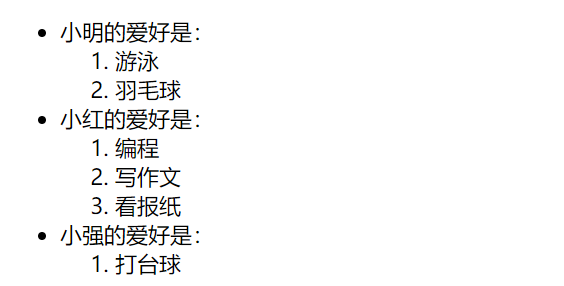 • 小明的爱好是：
1. 游泳
2. 羽毛球
• 小红的爱好是：
1. 编程
2. 写作文
3. 看报纸
• 小强的爱好是：
1. 打台球